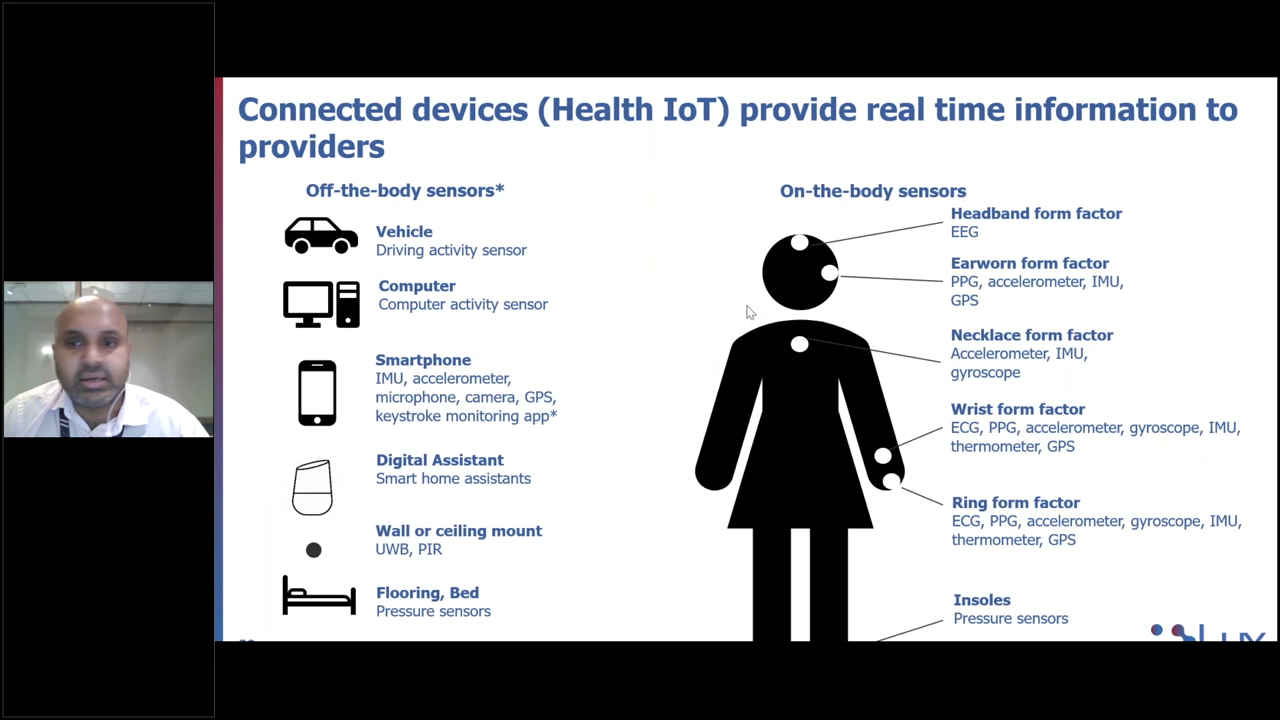 Connected devices (Health IoT) provide real time information to
providers
Off-the-body sensors*
Vehicle
Driving activity sensor
Computer
Computer activity sensor
Smartphone
IMU, accelerometer,
microphone, camera, GPS,
keystroke monitoring app*
Digital Assistant
Smart home assistants
Wall or ceiling mount
UWB, PIR
Flooring, Bed
Pressure sensors
On-the-body sensors
Headband form factor
EEG
Earworn form factor
PPG, accelerometer, IMU,
GPS
Necklace form factor
Accelerometer, IMU,
gyroscope
Wrist form factor
ECG, PPG, accelerometer, gyroscope, IMU,
thermometer, GPS
Ring form factor
ECG, PPG, accelerometer, gyroscope, IMU,
thermometer, GPS
Insoles
Pressure sensors